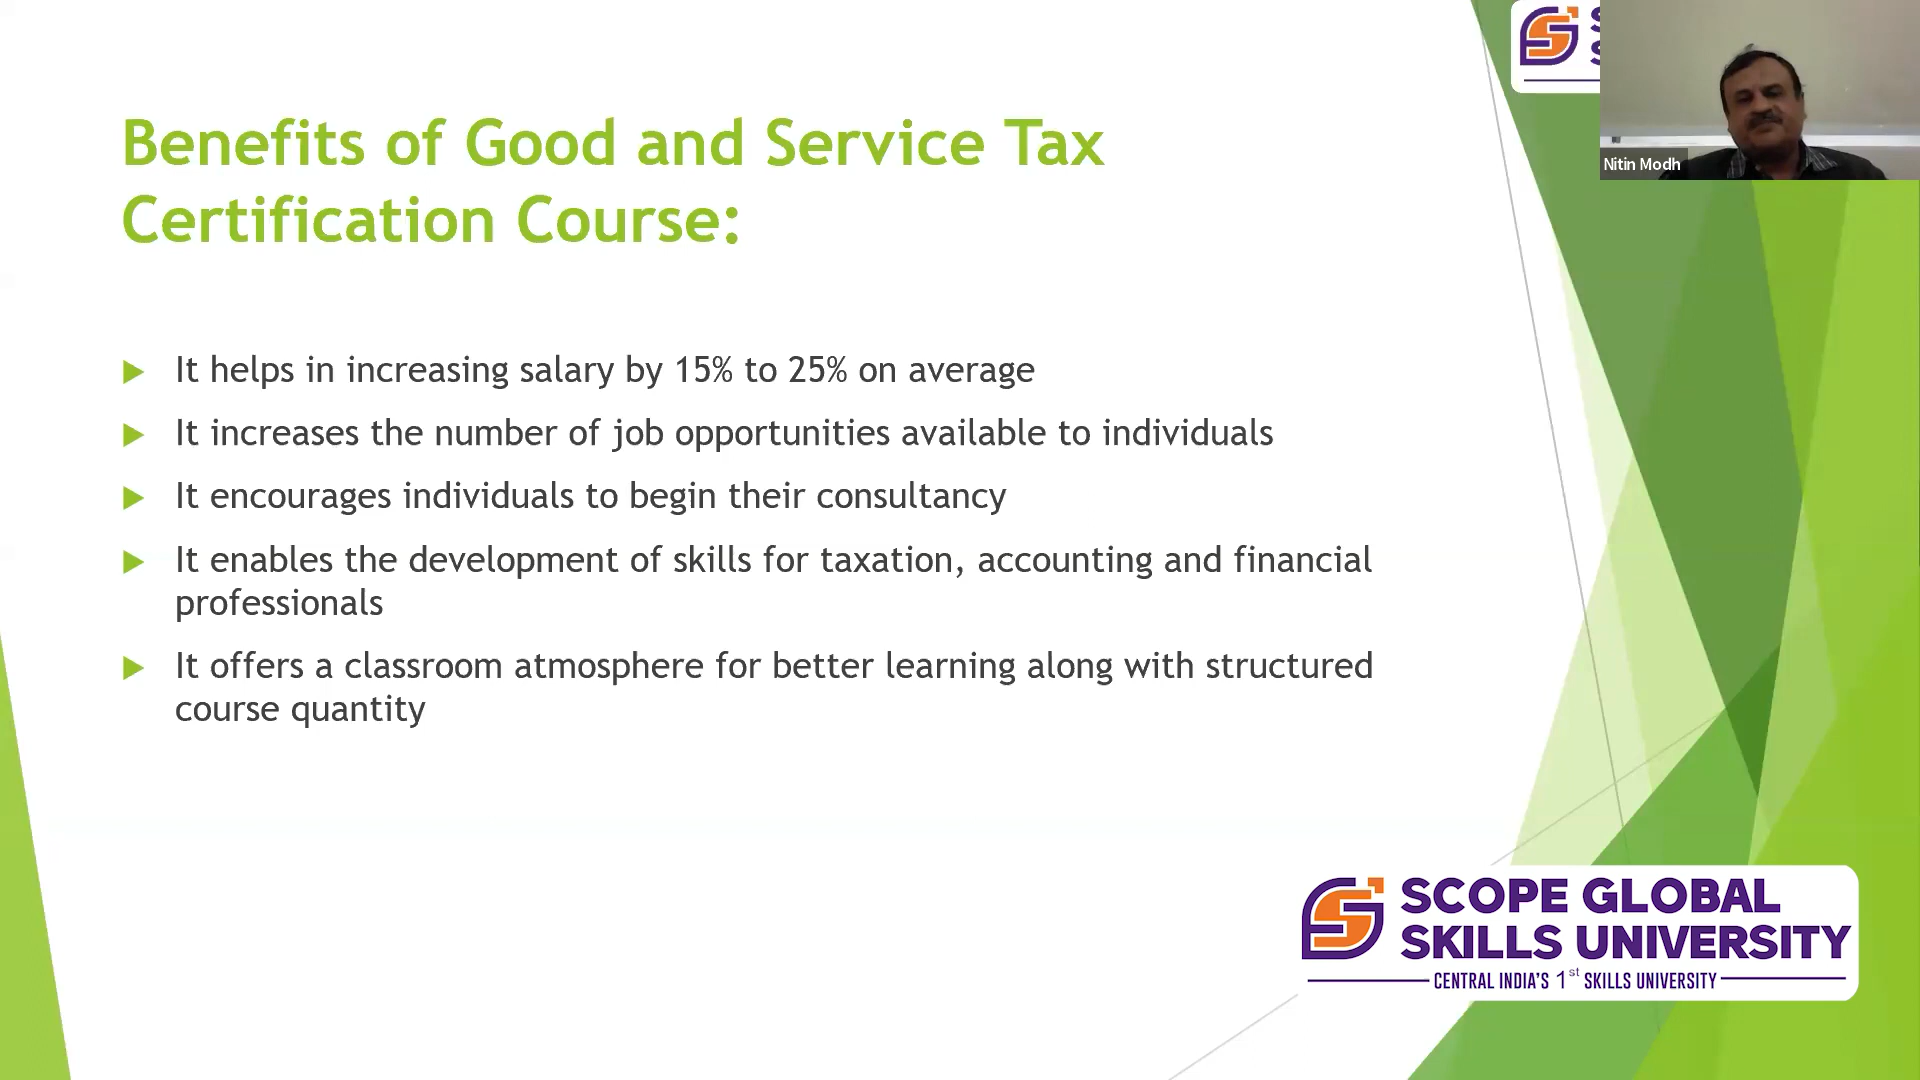 Benefits of Good and Service Tax
Certification Course:
It helps in increasing salary by 15% to 25% on average
It increases the number of job opportunities available to individuals
It encourages individuals to begin their consultancy
It enables the development of skills for taxation, accounting and financial
professionals
It offers a classroom atmosphere for better learning along with structured
course quantity
Nitin Modh
SCOPE GLOBAL
SKILLS UNIVERSITY
CENTRAL INDIA'S 1st SKILLS UNIVERSITY